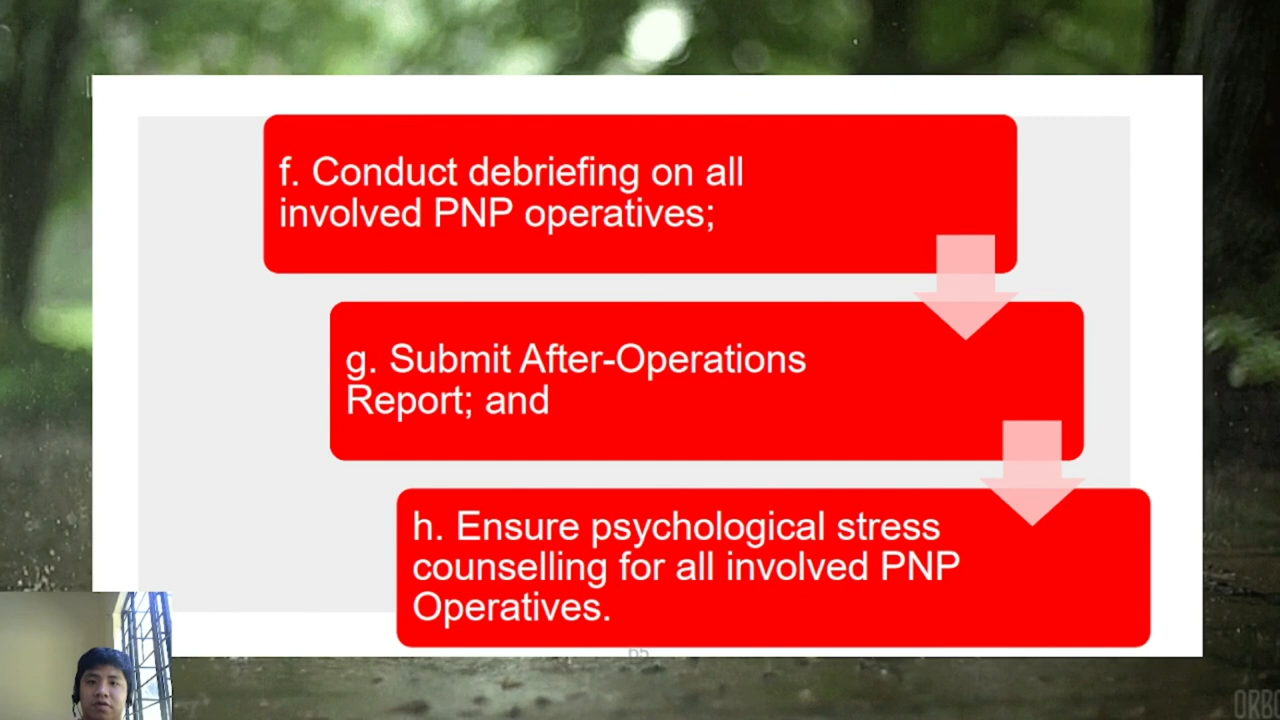 f. Conduct debriefing on all
involved PNP operatives;
g. Submit After-Operations
Report; and
h. Ensure psychological stress
counselling for all involved PNP
Operatives.